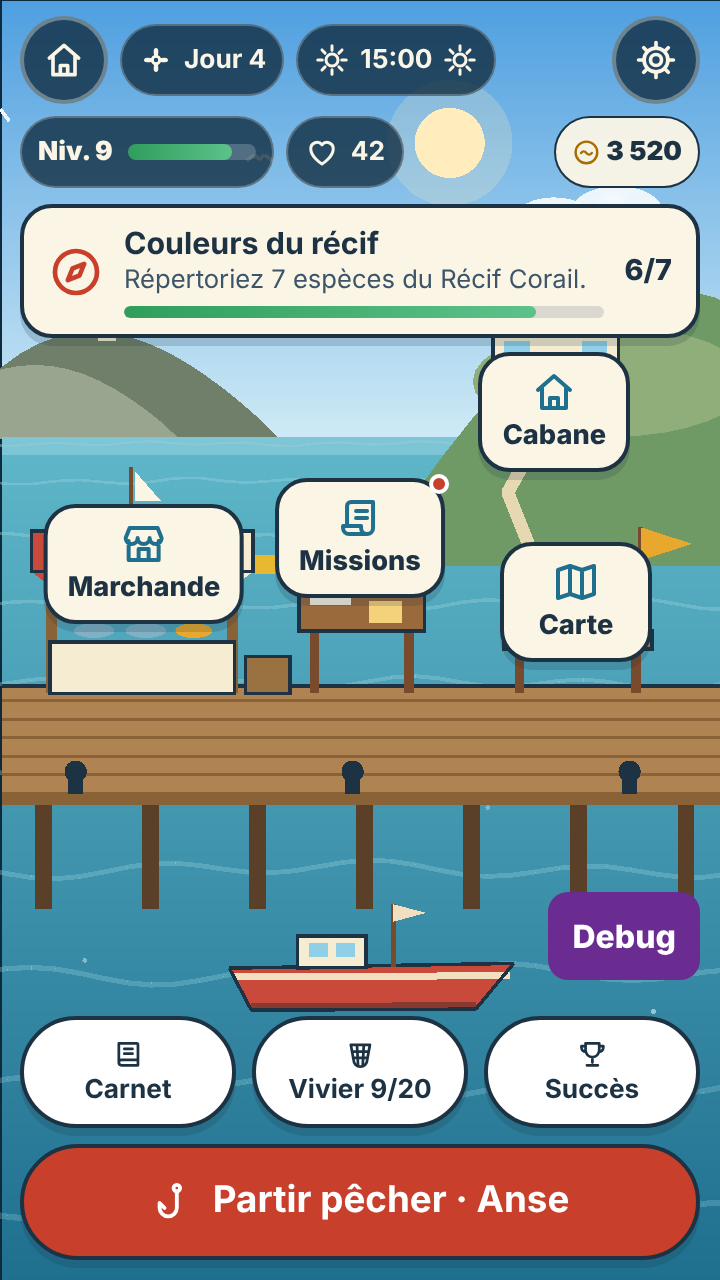 Jour 4
15:00
Niv. 9
42
3 520
Couleurs du récif
Répertoriez 7 espèces du Récif Corail.
6/7
Cabane
Missions
Marchande
Carte
Debug
Carnet
Vivier 9/20
Succès
Partir pêcher · Anse